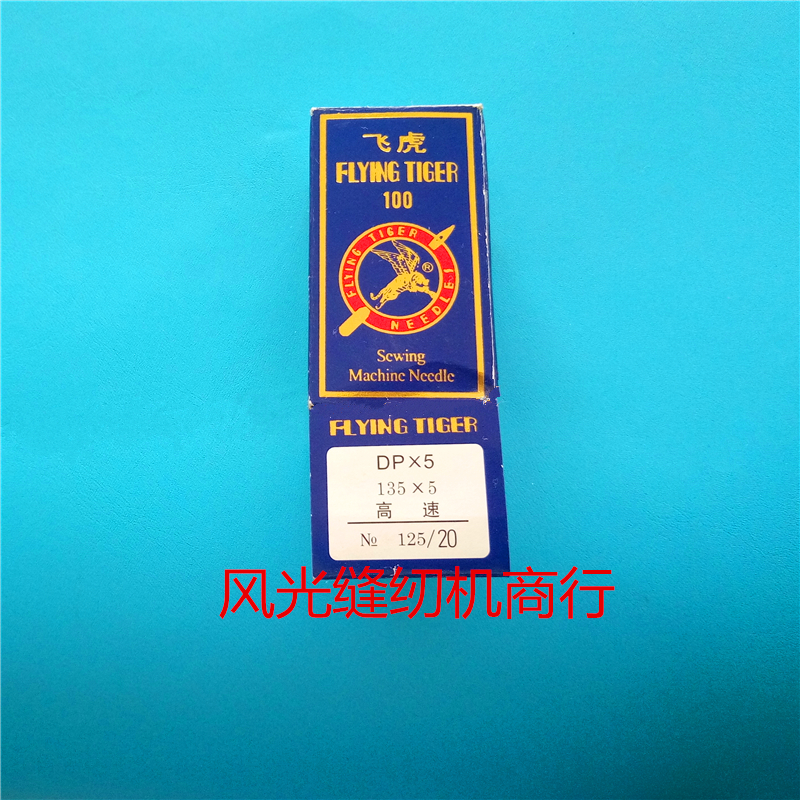 飞虎
FLYING TIGER
100
FLYING TIGER
®
NEEDLES
Sewing
Machine Needle
FLYING TIGER
DP×5
135×5
高 速
№ 125/20
风光缝纫机商行